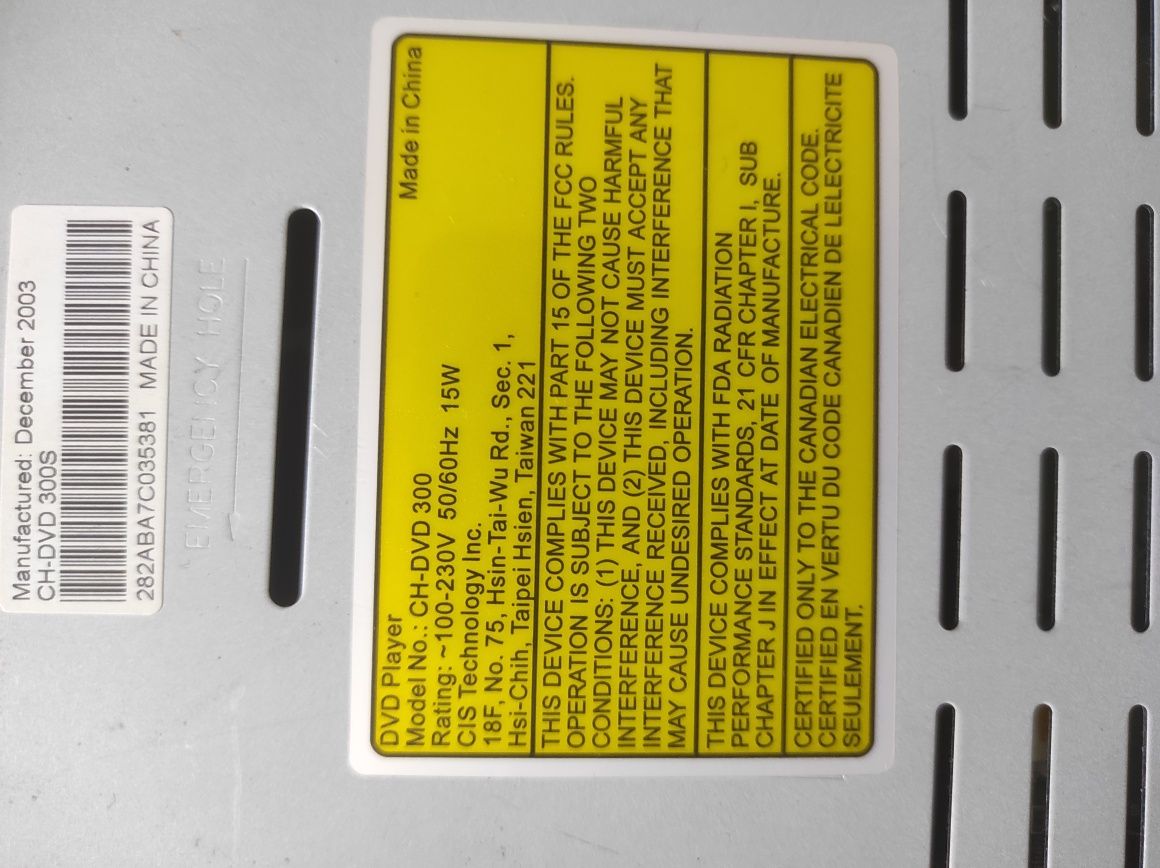 Manufactured: December 2003
CH-DVD 300S
282ABA7C035381 MADE IN CHINA
EMERGENCY HOLE
DVD Player
Made in China
Model No.: CH-DVD 300
Rating: ~100-230V 50/60Hz 15W
CIS Technology Inc.
18F, No. 75, Hsin-Tai-Wu Rd., Sec. 1,
Hsi-Chih, Taipei Hsien, Taiwan 221
THIS DEVICE COMPLIES WITH PART 15 OF THE FCC RULES.
OPERATION IS SUBJECT TO THE FOLLOWING TWO
CONDITIONS: (1) THIS DEVICE MAY NOT CAUSE HARMFUL
INTERFERENCE, AND (2) THIS DEVICE MUST ACCEPT ANY
INTERFERENCE RECEIVED, INCLUDING INTERFERENCE THAT
MAY CAUSE UNDESIRED OPERATION.
THIS DEVICE COMPLIES WITH FDA RADIATION
PERFORMANCE STANDARDS, 21 CFR CHAPTER I, SUB
CHAPTER J IN EFFECT AT DATE OF MANUFACTURE.
CERTIFIED ONLY TO THE CANADIAN ELECTRICAL CODE.
CERTIFIED EN VERTU DU CODE CANADIEN DE LELECTRICITE
SEULEMENT.